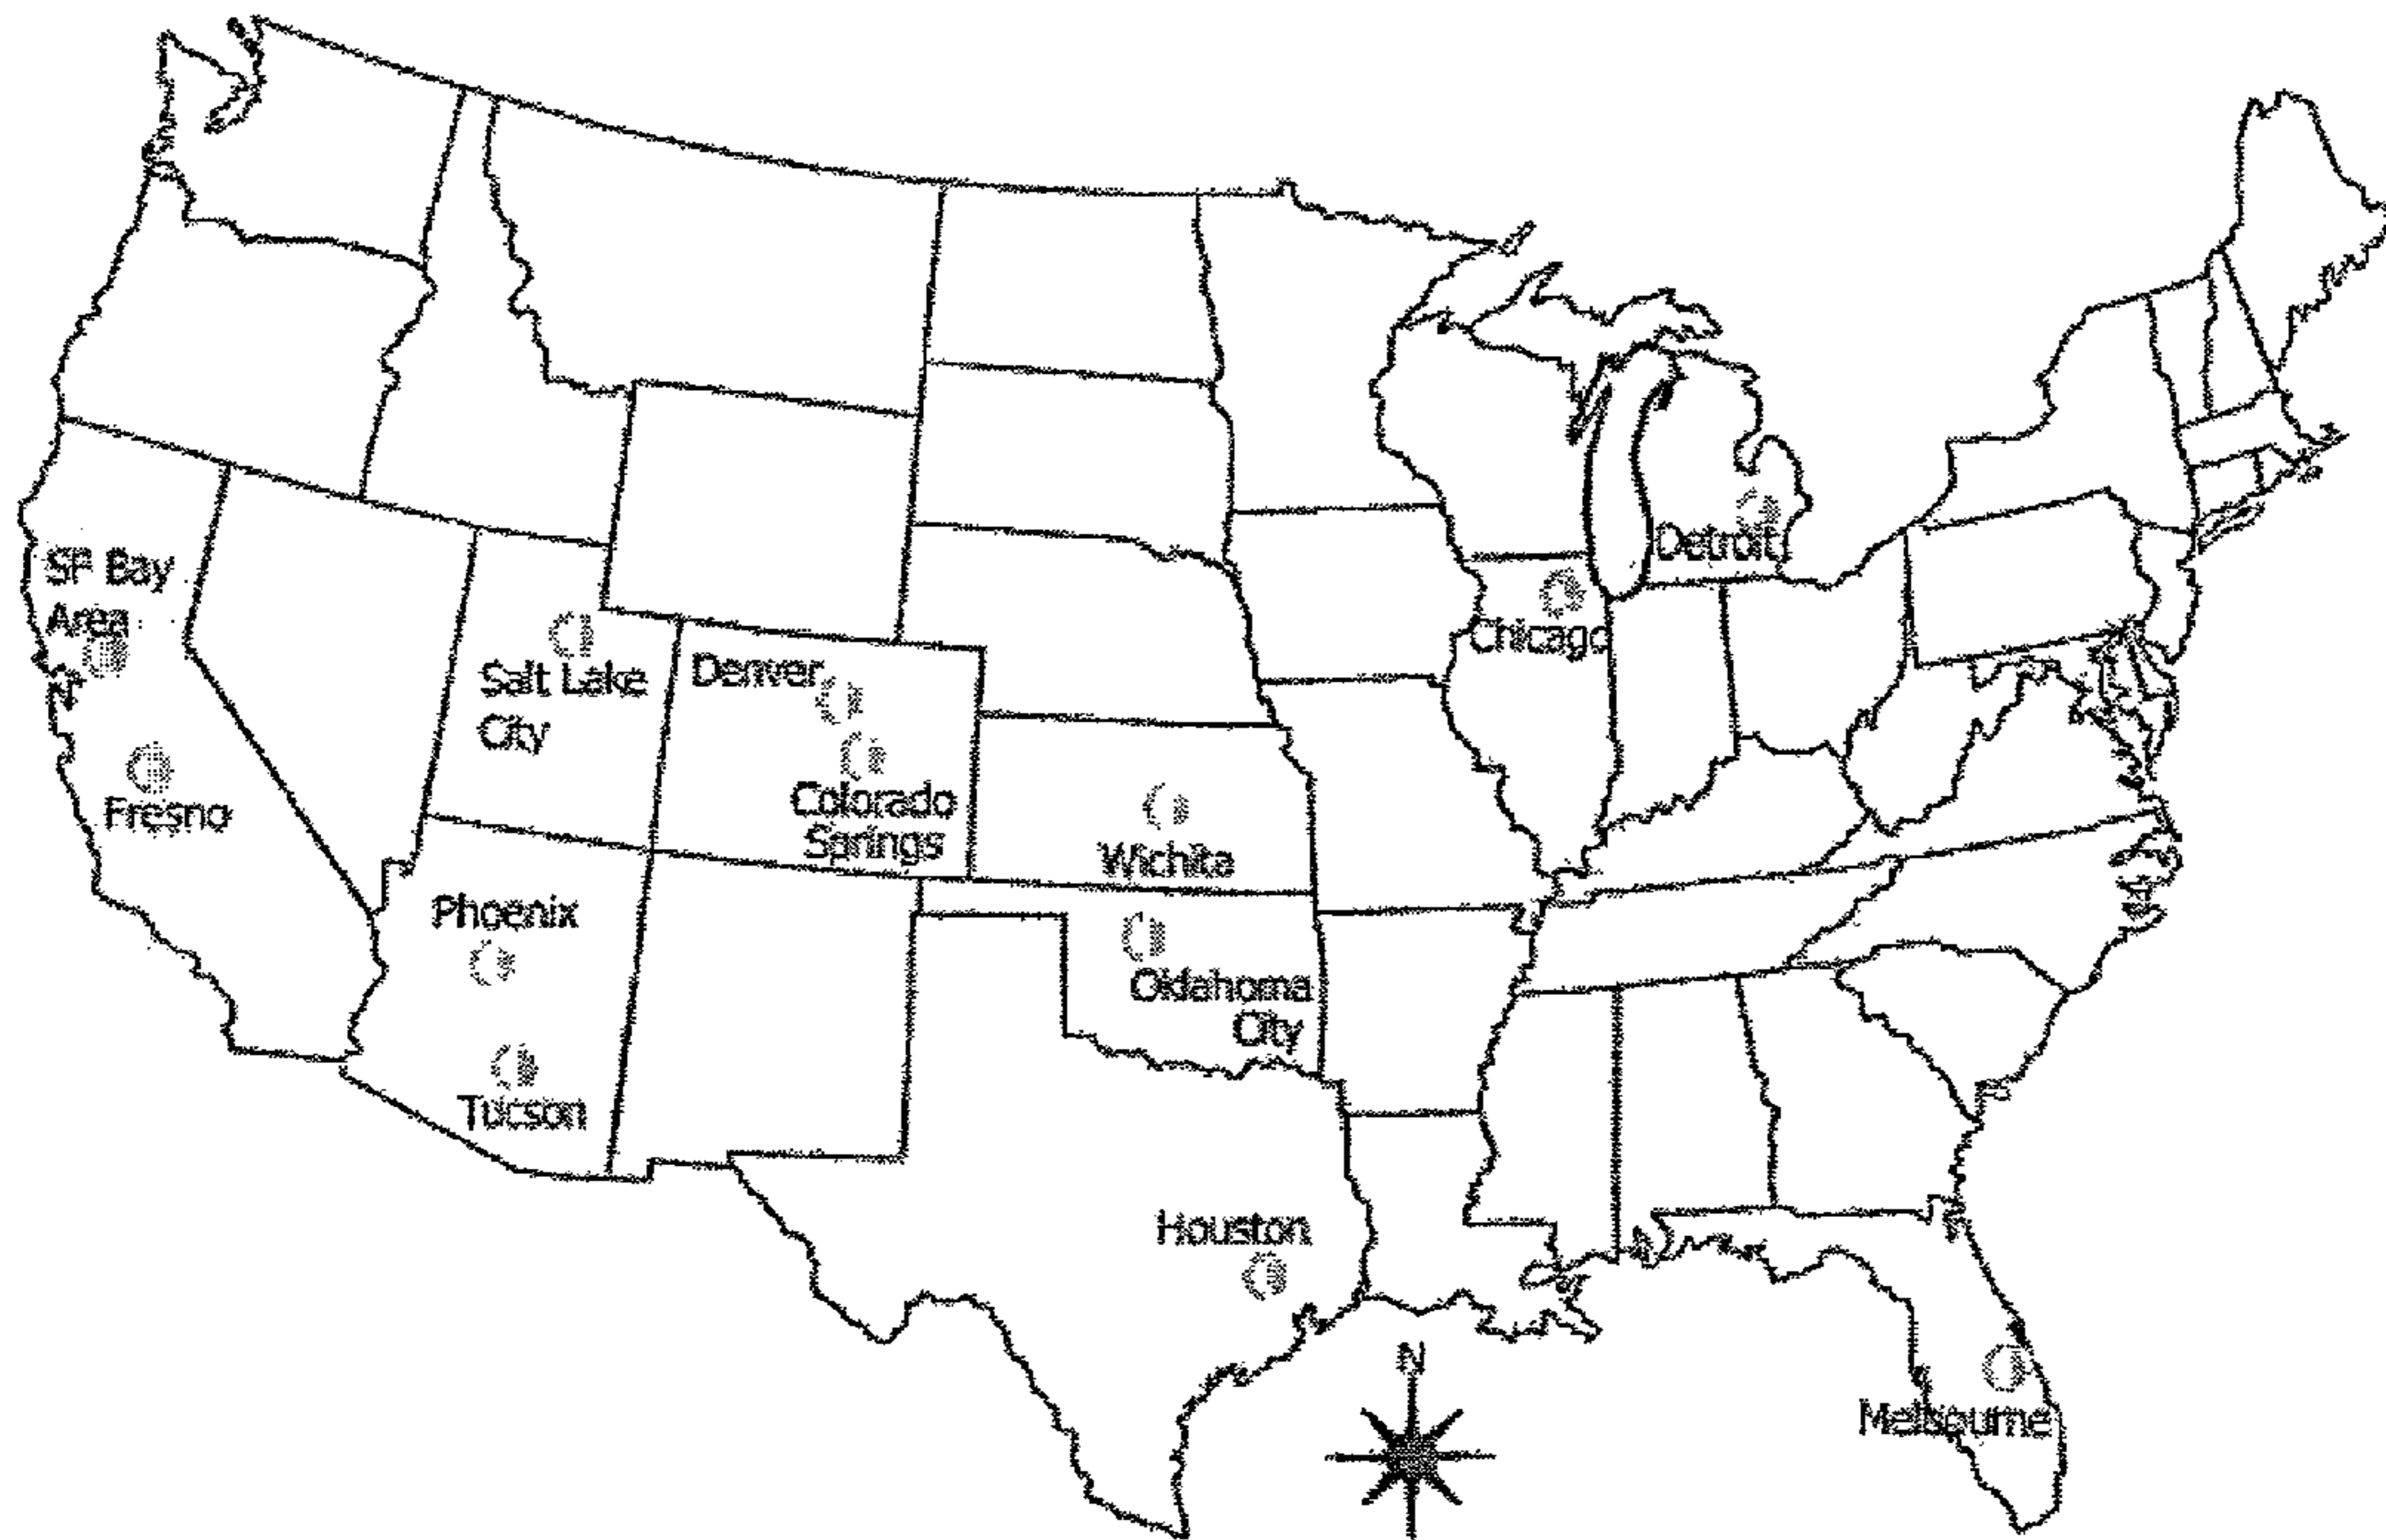 Detroit
SF Bay
Area
Chicago
Salt Lake
City
Denver
Fresno
Colorado
Springs
Wichita
Phoenix
Oklahoma
City
Tucson
Houston
N
Melbourne